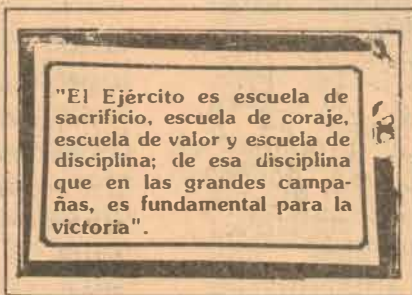 "El Ejército es escuela de
sacrificio, escuela de coraje,
escuela de valor y escuela de
disciplina; de esa disciplina
que en las grandes campa-
ñas, es fundamental para la
victoria".